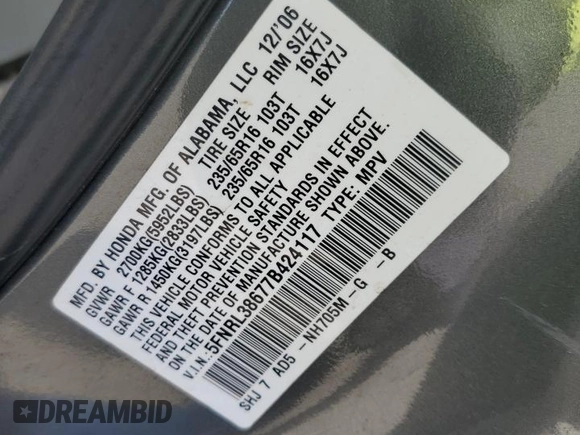 MFD. BY HONDA MFG. OF ALABAMA, LLC 12/'06
GVWR 2700KG(5952LBS) TIRE SIZE RIM SIZE
GAWR F 1285KG(2833LBS) 235/65R16 103T 16X7J
GAWR R 1450KG(3197LBS) 235/65R16 103T 16X7J
THIS VEHICLE CONFORMS TO ALL APPLICABLE
FEDERAL MOTOR VEHICLE SAFETY
AND THEFT PREVENTION STANDARDS IN EFFECT
ON THE DATE OF MANUFACTURE SHOWN ABOVE.
V.I.N.: 5FNRL38677B424117 TYPE: MPV
SHJ 7 AD5 -NH705M -G -B
DREAMBID